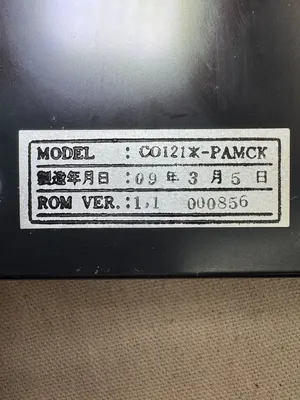 MODEL : CO121*-PAMCK
製造年月日 : 09 年 3 月 5 日
ROM VER. : 1.1 000856